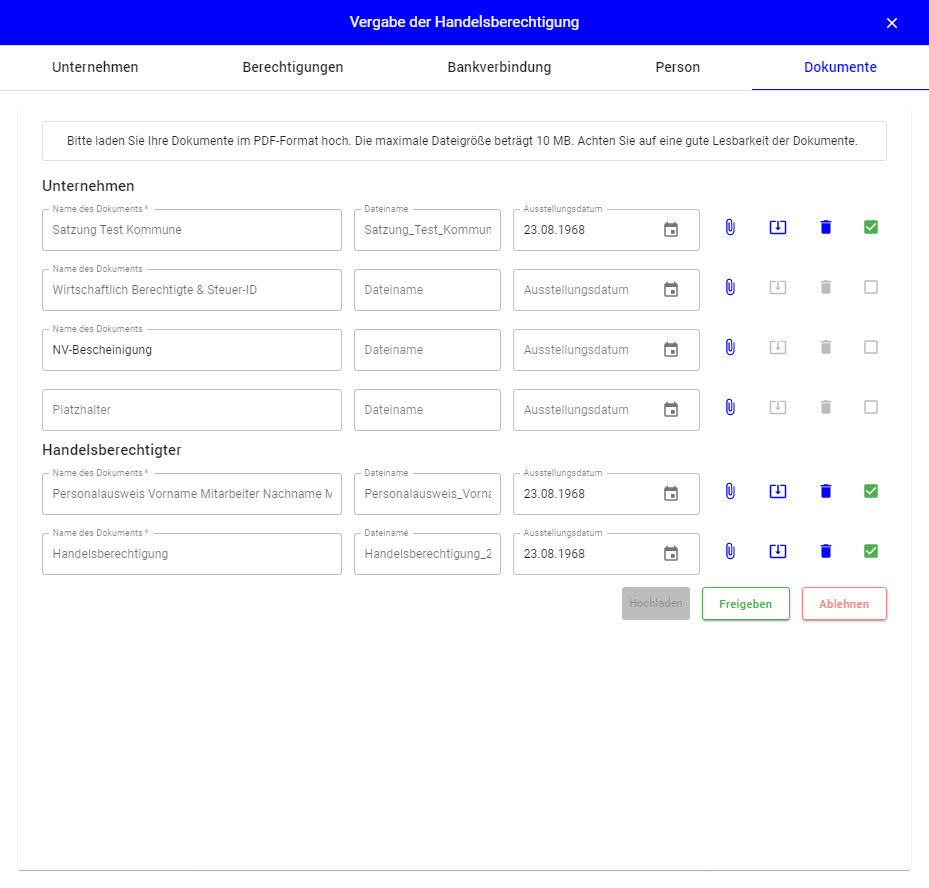 Vergabe der Handelsberechtigung
Unternehmen Berechtigungen Bankverbindung Person Dokumente
Bitte laden Sie Ihre Dokumente im PDF-Format hoch. Die maximale Dateigröße beträgt 10 MB. Achten Sie auf eine gute Lesbarkeit der Dokumente.
Unternehmen
Name des Dokuments * Dateiname Ausstellungsdatum
Satzung Test Kommune Satzung_Test_Kommun 23.08.1968
Name des Dokuments
Wirtschaftlich Berechtigte & Steuer-ID Dateiname Ausstellungsdatum
Name des Dokuments
NV-Bescheinigung Dateiname Ausstellungsdatum
Platzhalter Dateiname Ausstellungsdatum
Handelsberechtigter
Name des Dokuments * Dateiname Ausstellungsdatum
Personalausweis Vorname Mitarbeiter Nachname M Personalausweis_Vorna 23.08.1968
Name des Dokuments * Dateiname Ausstellungsdatum
Handelsberechtigung Handelsberechtigung_2 23.08.1968
Hochladen Freigeben Ablehnen